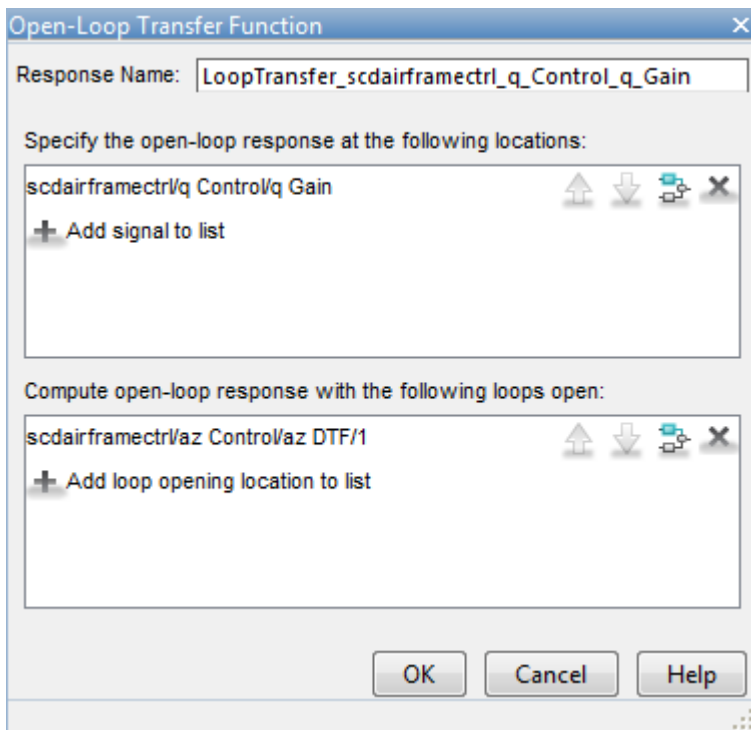 Open-Loop Transfer Function
Response Name: LoopTransfer_scdairframectrl_q_Control_q_Gain
Specify the open-loop response at the following locations:
scdairframectrl/q Control/q Gain
Add signal to list
Compute open-loop response with the following loops open:
scdairframectrl/az Control/az DTF/1
Add loop opening location to list
OK Cancel Help